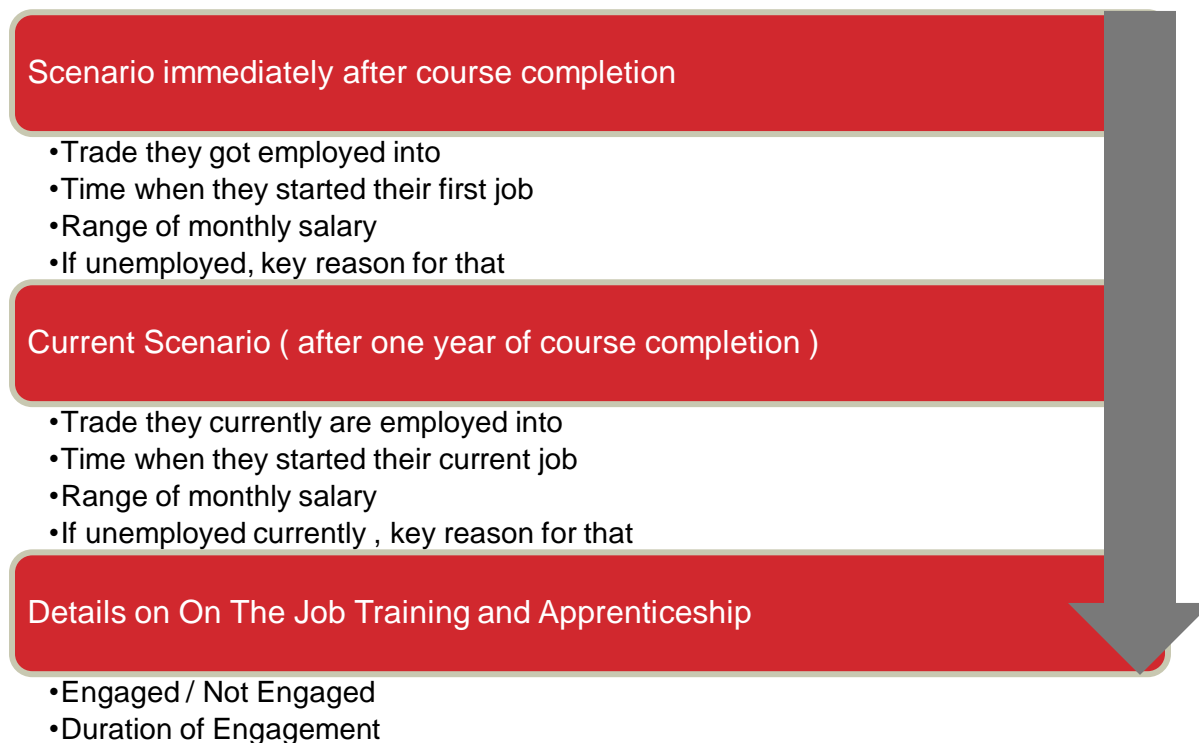 Scenario immediately after course completion
•Trade they got employed into
•Time when they started their first job
•Range of monthly salary
•If unemployed, key reason for that
Current Scenario ( after one year of course completion )
•Trade they currently are employed into
•Time when they started their current job
•Range of monthly salary
•If unemployed currently , key reason for that
Details on On The Job Training and Apprenticeship
•Engaged / Not Engaged
•Duration of Engagement